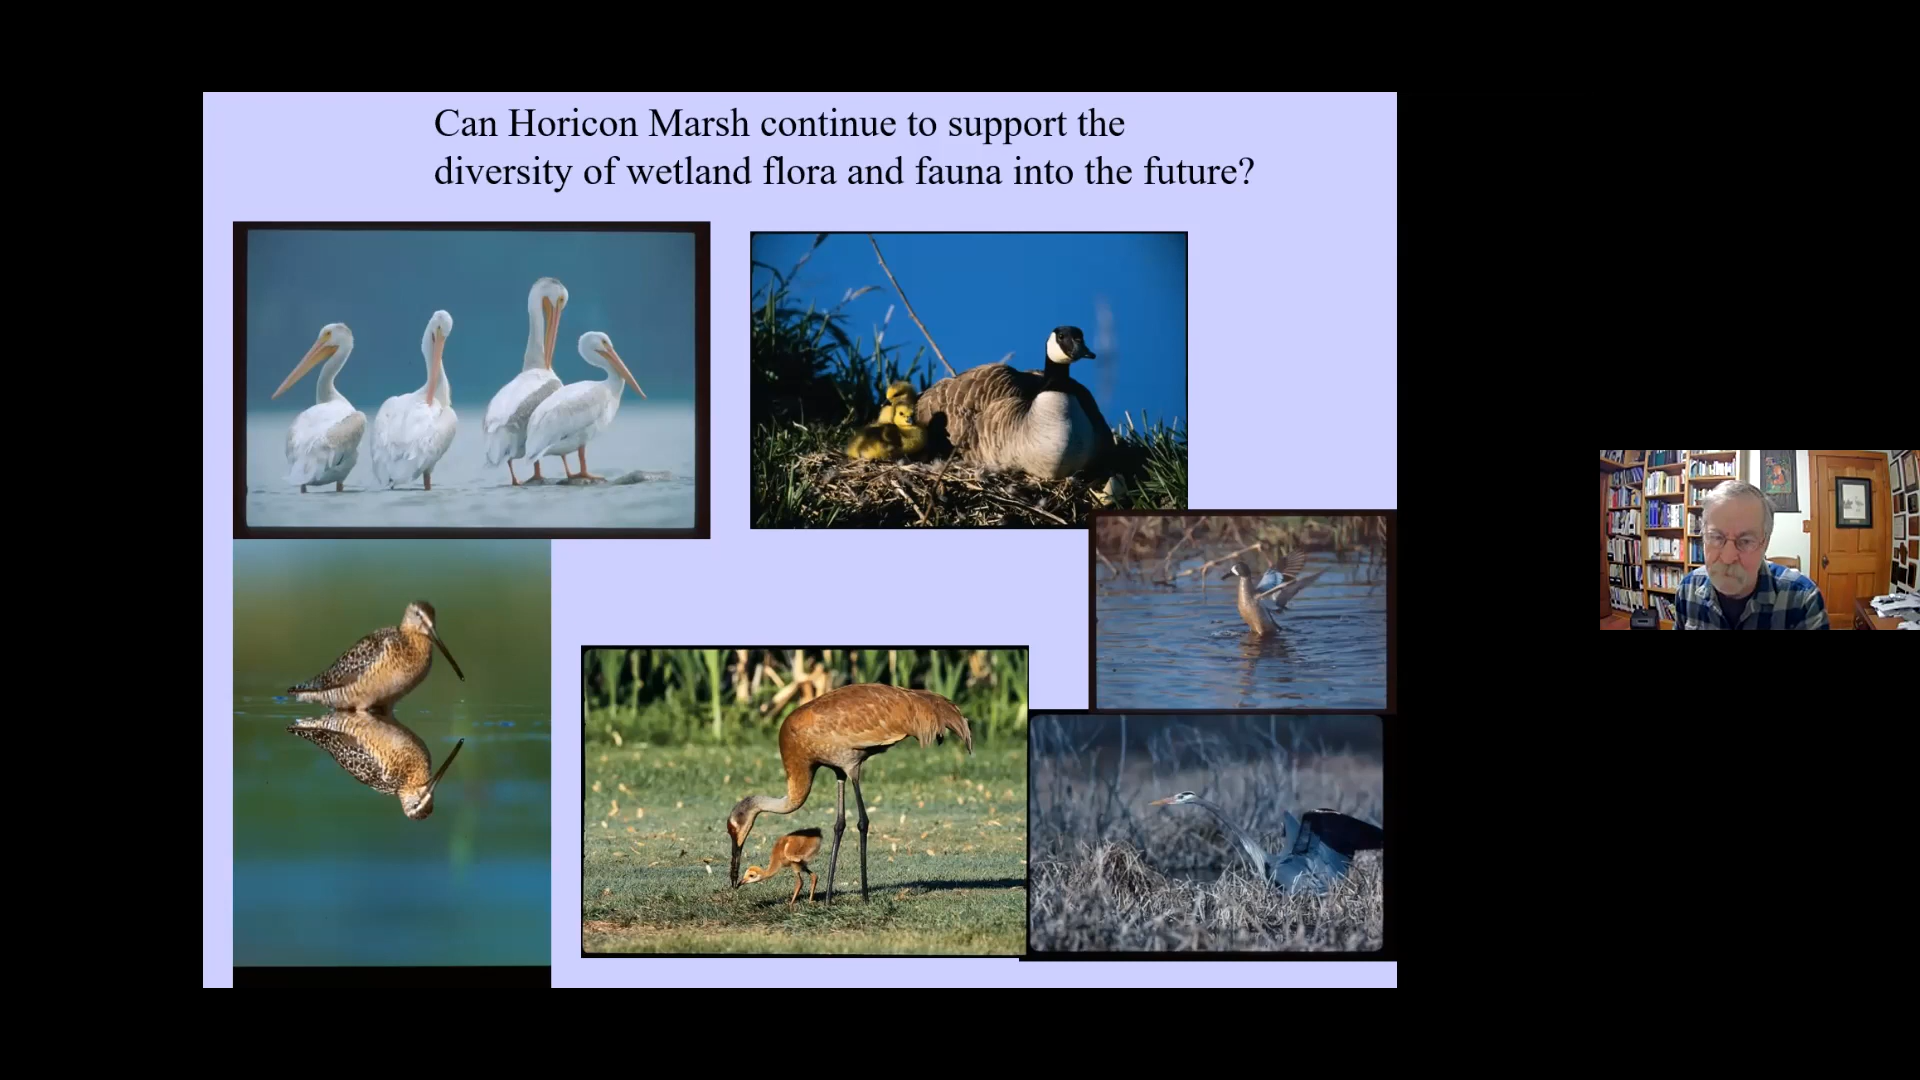 Can Horicon Marsh continue to support the
diversity of wetland flora and fauna into the future?